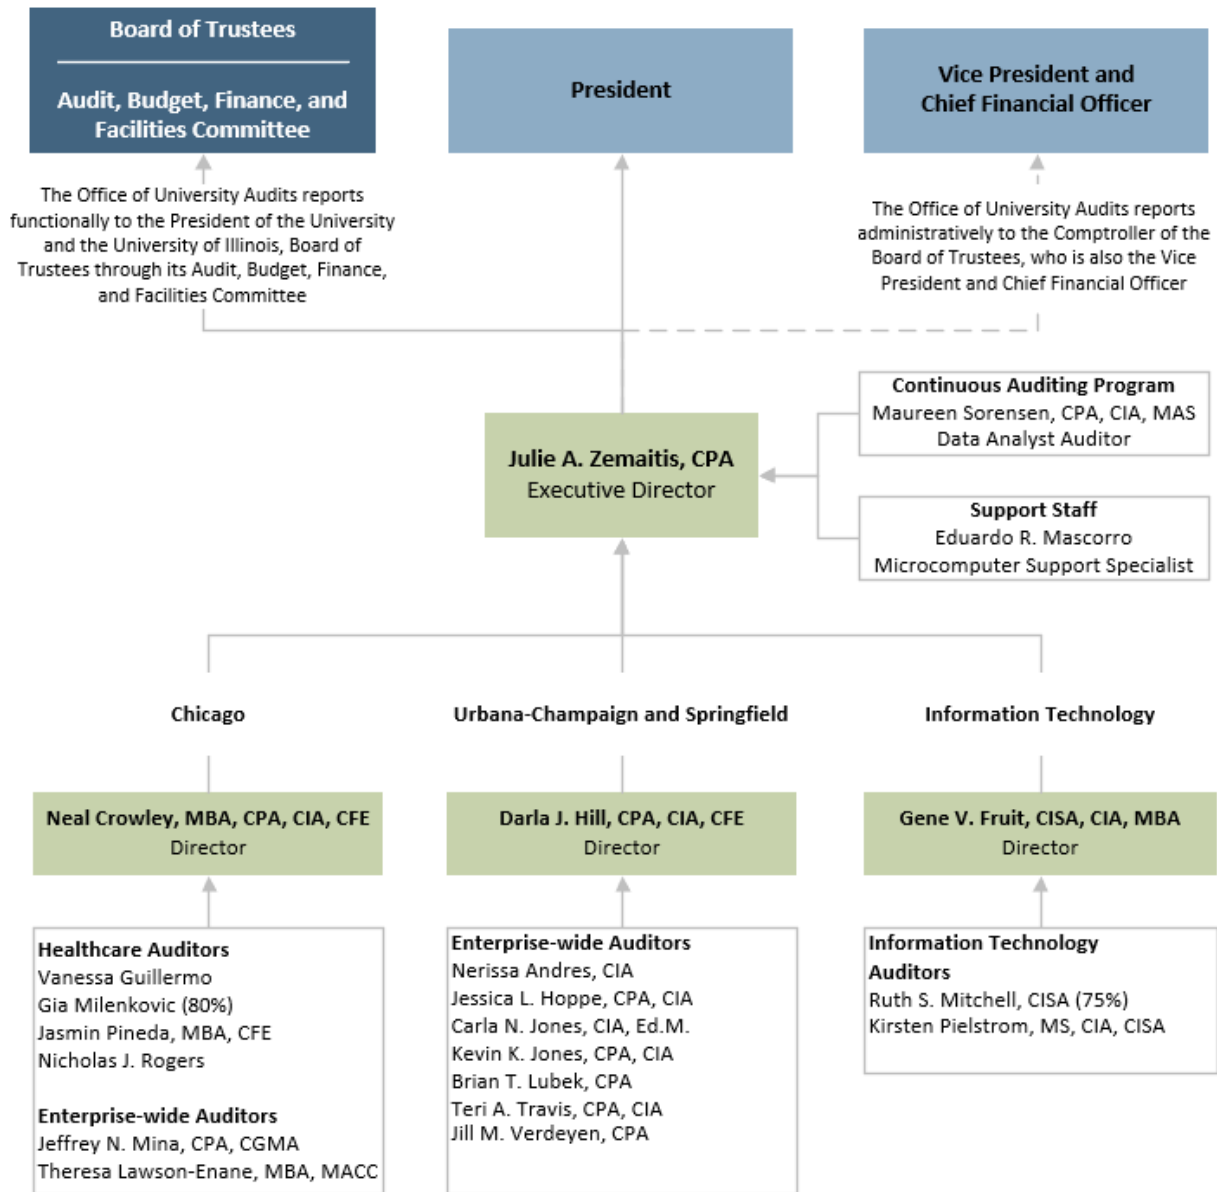 Board of Trustees
Audit, Budget, Finance, and
Facilities Committee
President
Vice President and
Chief Financial Officer
The Office of University Audits reports
functionally to the President of the University
and the University of Illinois, Board of
Trustees through its Audit, Budget, Finance,
and Facilities Committee
The Office of University Audits reports
administratively to the Comptroller of the
Board of Trustees, who is also the Vice
President and Chief Financial Officer
Continuous Auditing Program
Maureen Sorensen, CPA, CIA, MAS
Data Analyst Auditor
Julie A. Zemaitis, CPA
Executive Director
Support Staff
Eduardo R. Mascorro
Microcomputer Support Specialist
Chicago
Urbana-Champaign and Springfield
Information Technology
Neal Crowley, MBA, CPA, CIA, CFE
Director
Darla J. Hill, CPA, CIA, CFE
Director
Gene V. Fruit, CISA, CIA, MBA
Director
Healthcare Auditors
Vanessa Guillermo
Gia Milenkovic (80%)
Jasmin Pineda, MBA, CFE
Nicholas J. Rogers
Enterprise-wide Auditors
Jeffrey N. Mina, CPA, CGMA
Theresa Lawson-Enane, MBA, MACC
Enterprise-wide Auditors
Nerissa Andres, CIA
Jessica L. Hoppe, CPA, CIA
Carla N. Jones, CIA, Ed.M.
Kevin K. Jones, CPA, CIA
Brian T. Lubek, CPA
Teri A. Travis, CPA, CIA
Jill M. Verdeyen, CPA
Information Technology
Auditors
Ruth S. Mitchell, CISA (75%)
Kirsten Pielstrom, MS, CIA, CISA